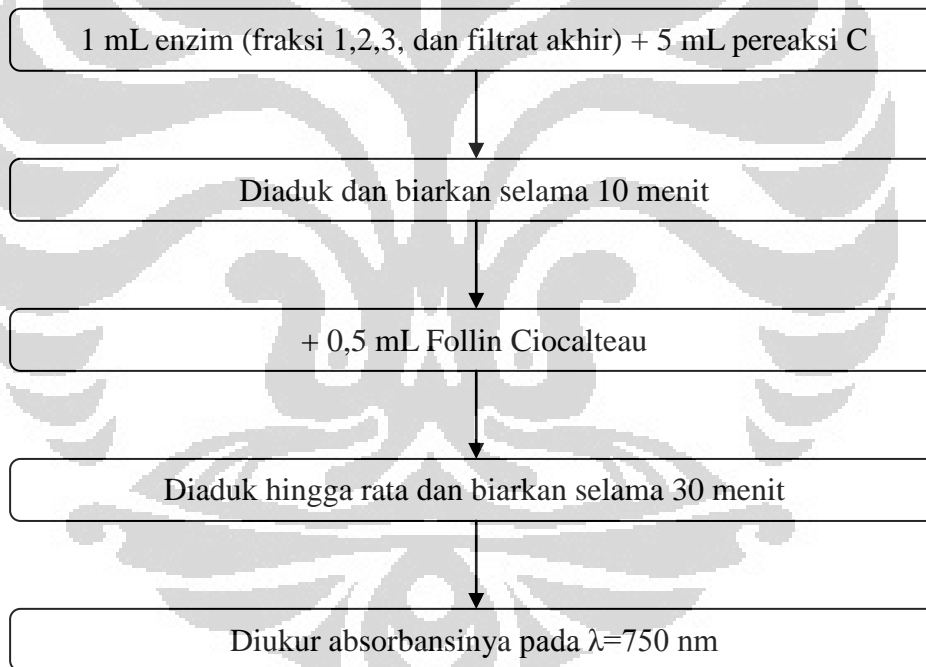 1 mL enzim (fraksi 1,2,3, dan filtrat akhir) + 5 mL pereaksi C
Diaduk dan biarkan selama 10 menit
+ 0,5 mL Follin Ciocalteau
Diaduk hingga rata dan biarkan selama 30 menit
Diukur absorbansinya pada λ=750 nm